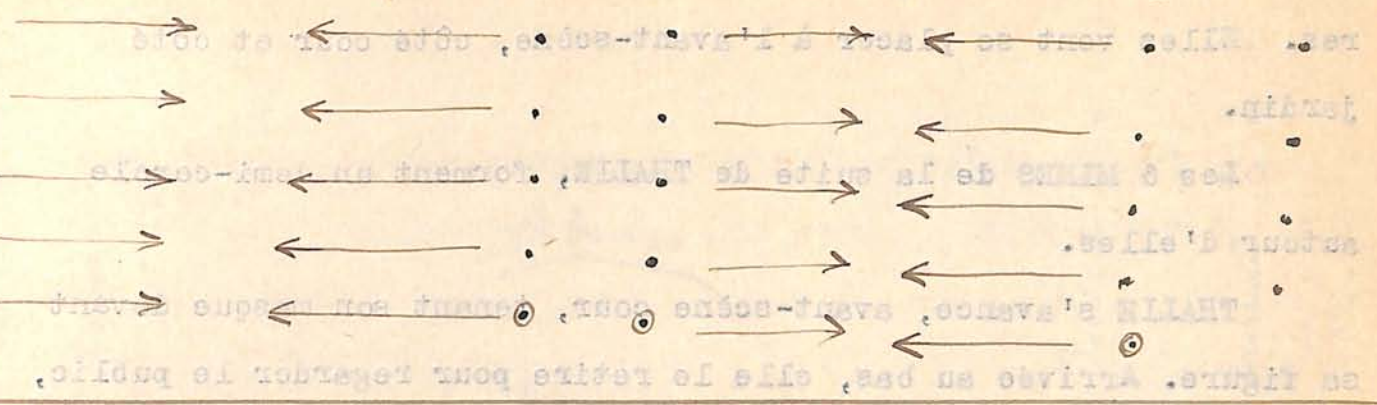 res. Elles vont se placer à l'avant-scène, côté cour et côté
jardin.
Les 6 MIMES de la suite de THALIE, forment un demi-cercle
autour d'elles.
THALIE s'avance, avant-scène cour, tenant son masque devant
sa figure. Arrivée au bas, elle le retire pour regarder le public,